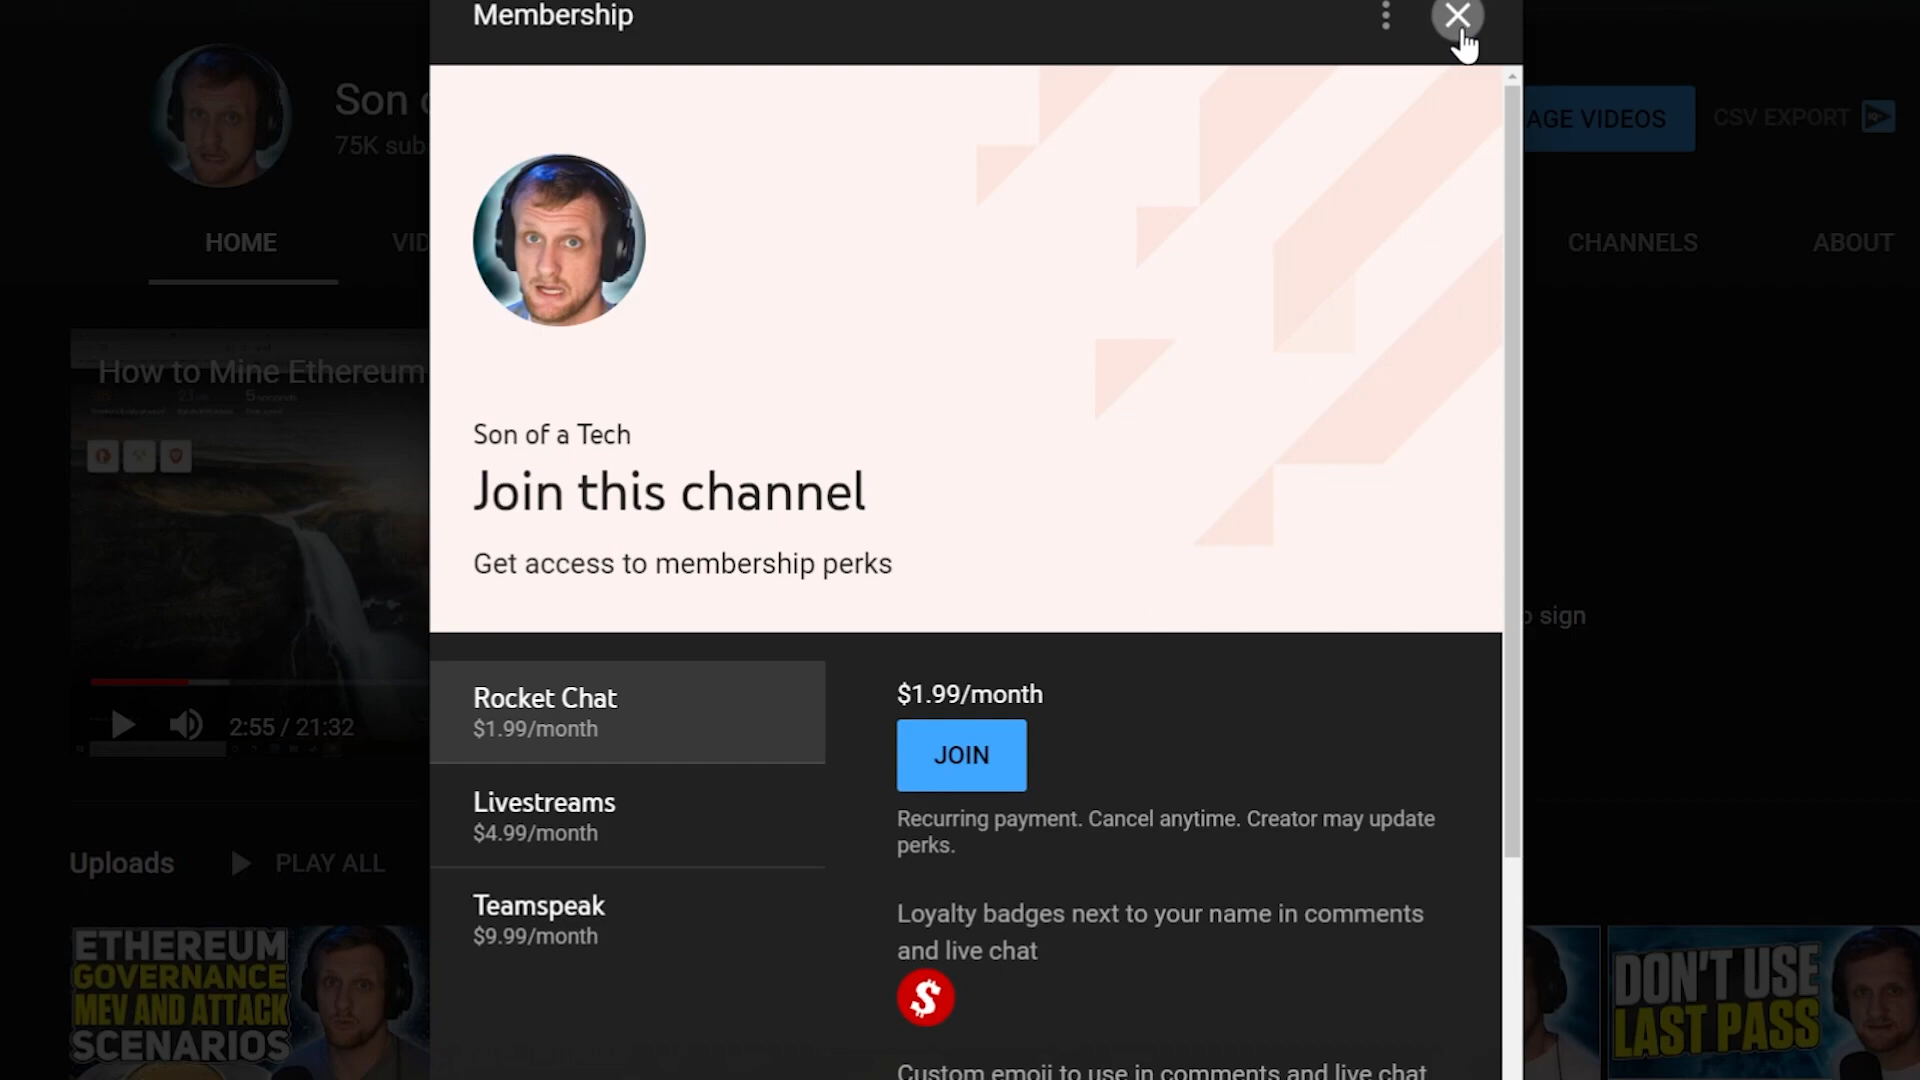 Membership
Son
75K sub
AGE VIDEOS
CSV EXPORT
HOME
VID
CHANNELS
ABOUT
How to Mine Ethereum
5 seconds
Son of a Tech
Join this channel
Get access to membership perks
sign
Rocket Chat
$1.99/month
$1.99/month
JOIN
2:55 / 21:32
Livestreams
$4.99/month
Recurring payment. Cancel anytime. Creator may update
perks.
Uploads
PLAY ALL
Teamspeak
$9.99/month
Loyalty badges next to your name in comments
and live chat
$
ETHEREUM
GOVERNANCE
MEV AND ATTACK
SCENARIOS
DON'T USE
LAST PASS
Custom emoji to use in comments and live chat